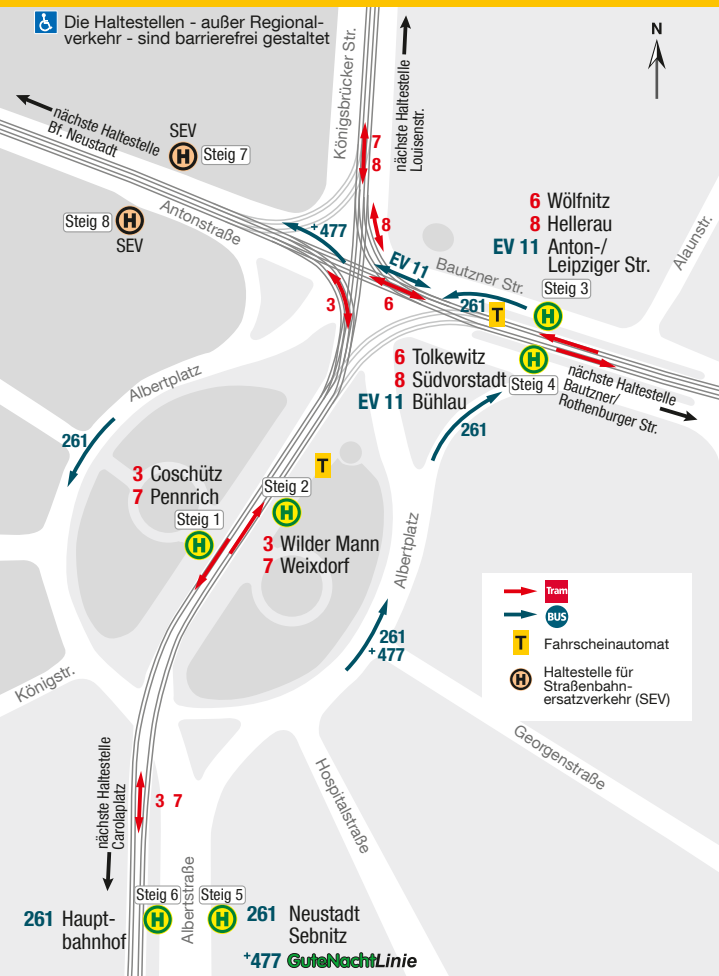 Die Haltestellen - außer Regional-
verkehr - sind barrierefrei gestaltet
Königsbrücker Str.
nächste Haltestelle
Louisenstr.
N
nächste Haltestelle
Bf. Neustadt
SEV
H
Steig 7
7
8
Steig 8
H
SEV
Antonstraße
+477
8
EV 11
Bautzner Str.
Alaunstr.
6 Wölfnitz
8 Hellerau
EV 11 Anton-/
Leipziger Str.
Steig 3
H
3
6
261
T
6 Tolkewitz
8 Südvorstadt
EV 11 Bühlau
H
Steig 4
nächste Haltestelle
Bautzner/
Rothenburger Str.
Albertplatz
261
261
3 Coschütz
7 Pennrich
Steig 1
H
T
Steig 2
H
3 Wilder Mann
7 Weixdorf
Albertplatz
261
+477
Tram
BUS
T Fahrscheinautomat
H Haltestelle für
Straßenbahn-
ersatzverkehr (SEV)
Königstr.
Georgenstraße
Hospitalstraße
nächste Haltestelle
Carolaplatz
3 7
Albertstraße
Steig 6
H
Steig 5
H
261 Haupt-
bahnhof
261 Neustadt
Sebnitz
+477 GuteNachtLinie